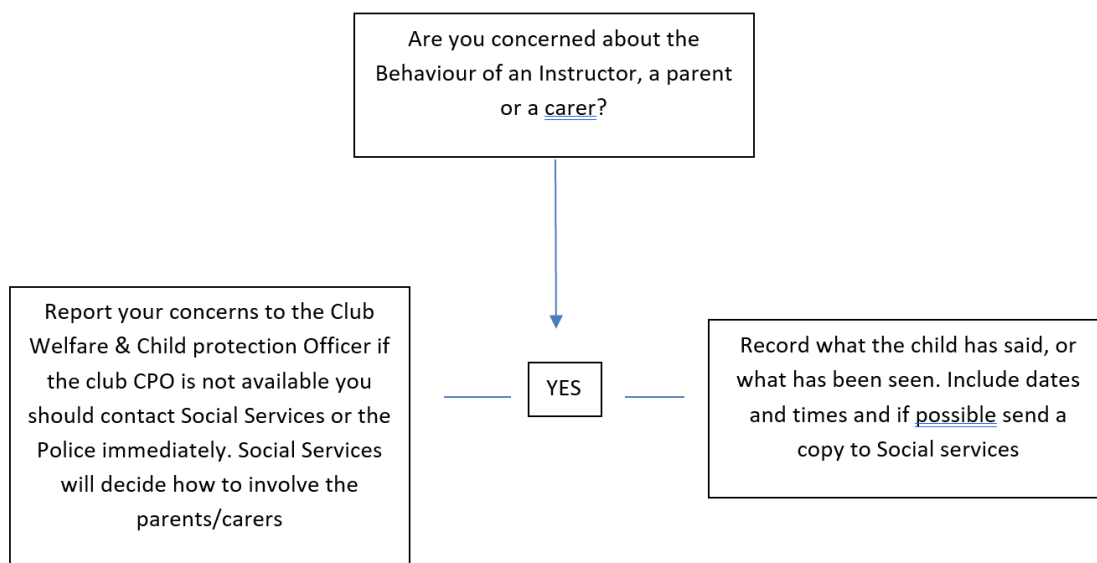 Are you concerned about the
Behaviour of an Instructor, a parent
or a carer?
Report your concerns to the Club
Welfare & Child protection Officer if
the club CPO is not available you
should contact Social Services or the
Police immediately. Social Services
will decide how to involve the
parents/carers
YES
Record what the child has said, or
what has been seen. Include dates
and times and if possible send a
copy to Social services